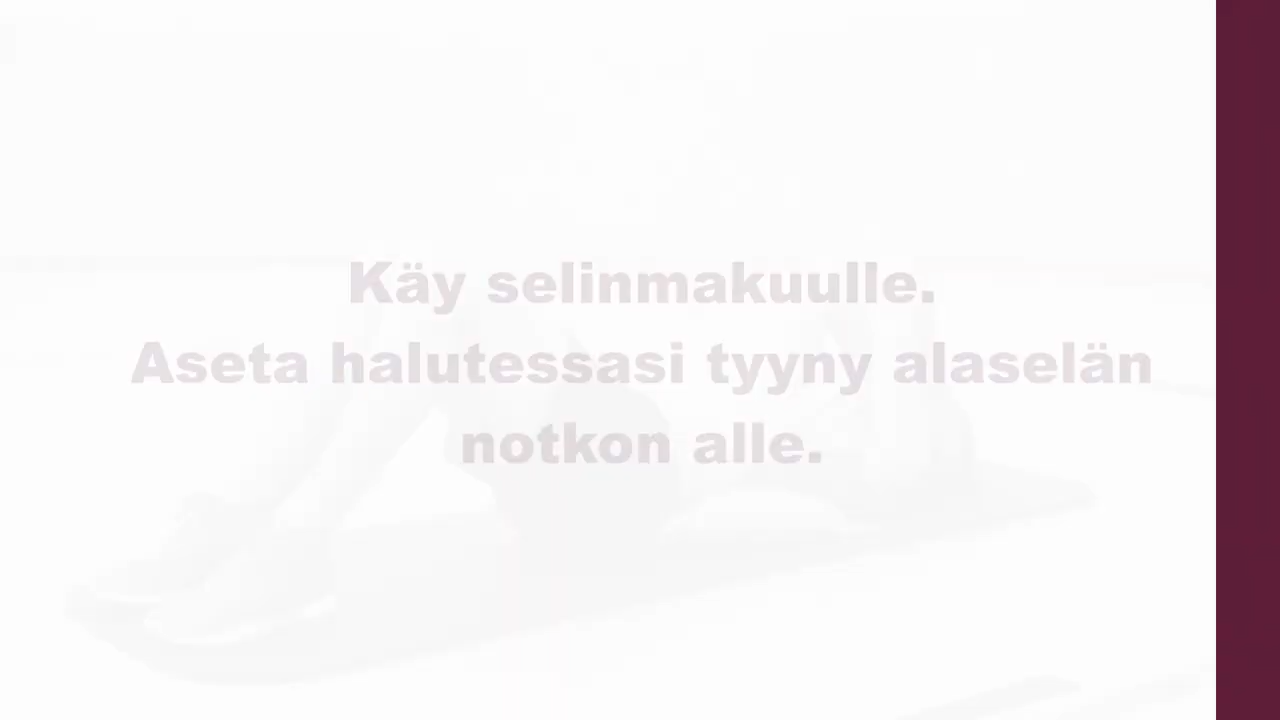 Käy selinmakuulle.
Aseta halutessasi tyyny alaselän
notkon alle.